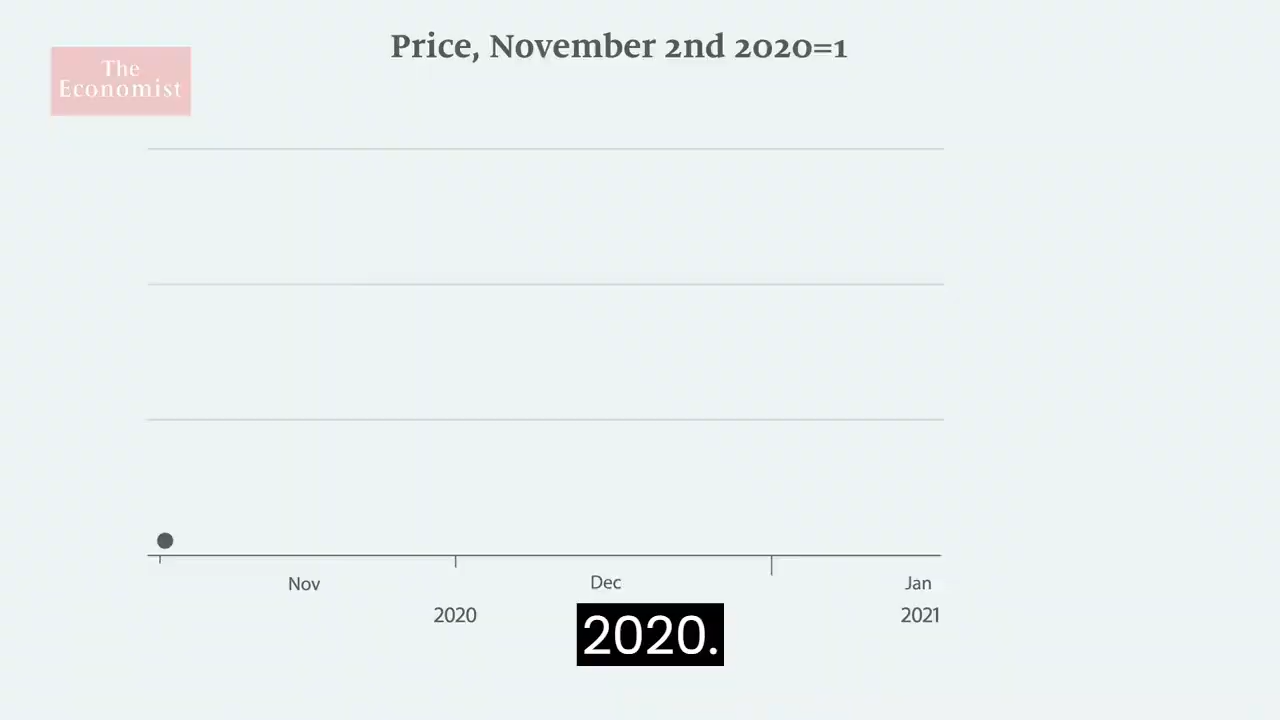 Price, November 2nd 2020=1
The
Economist
Nov
Dec
Jan
2020
2021
2020.